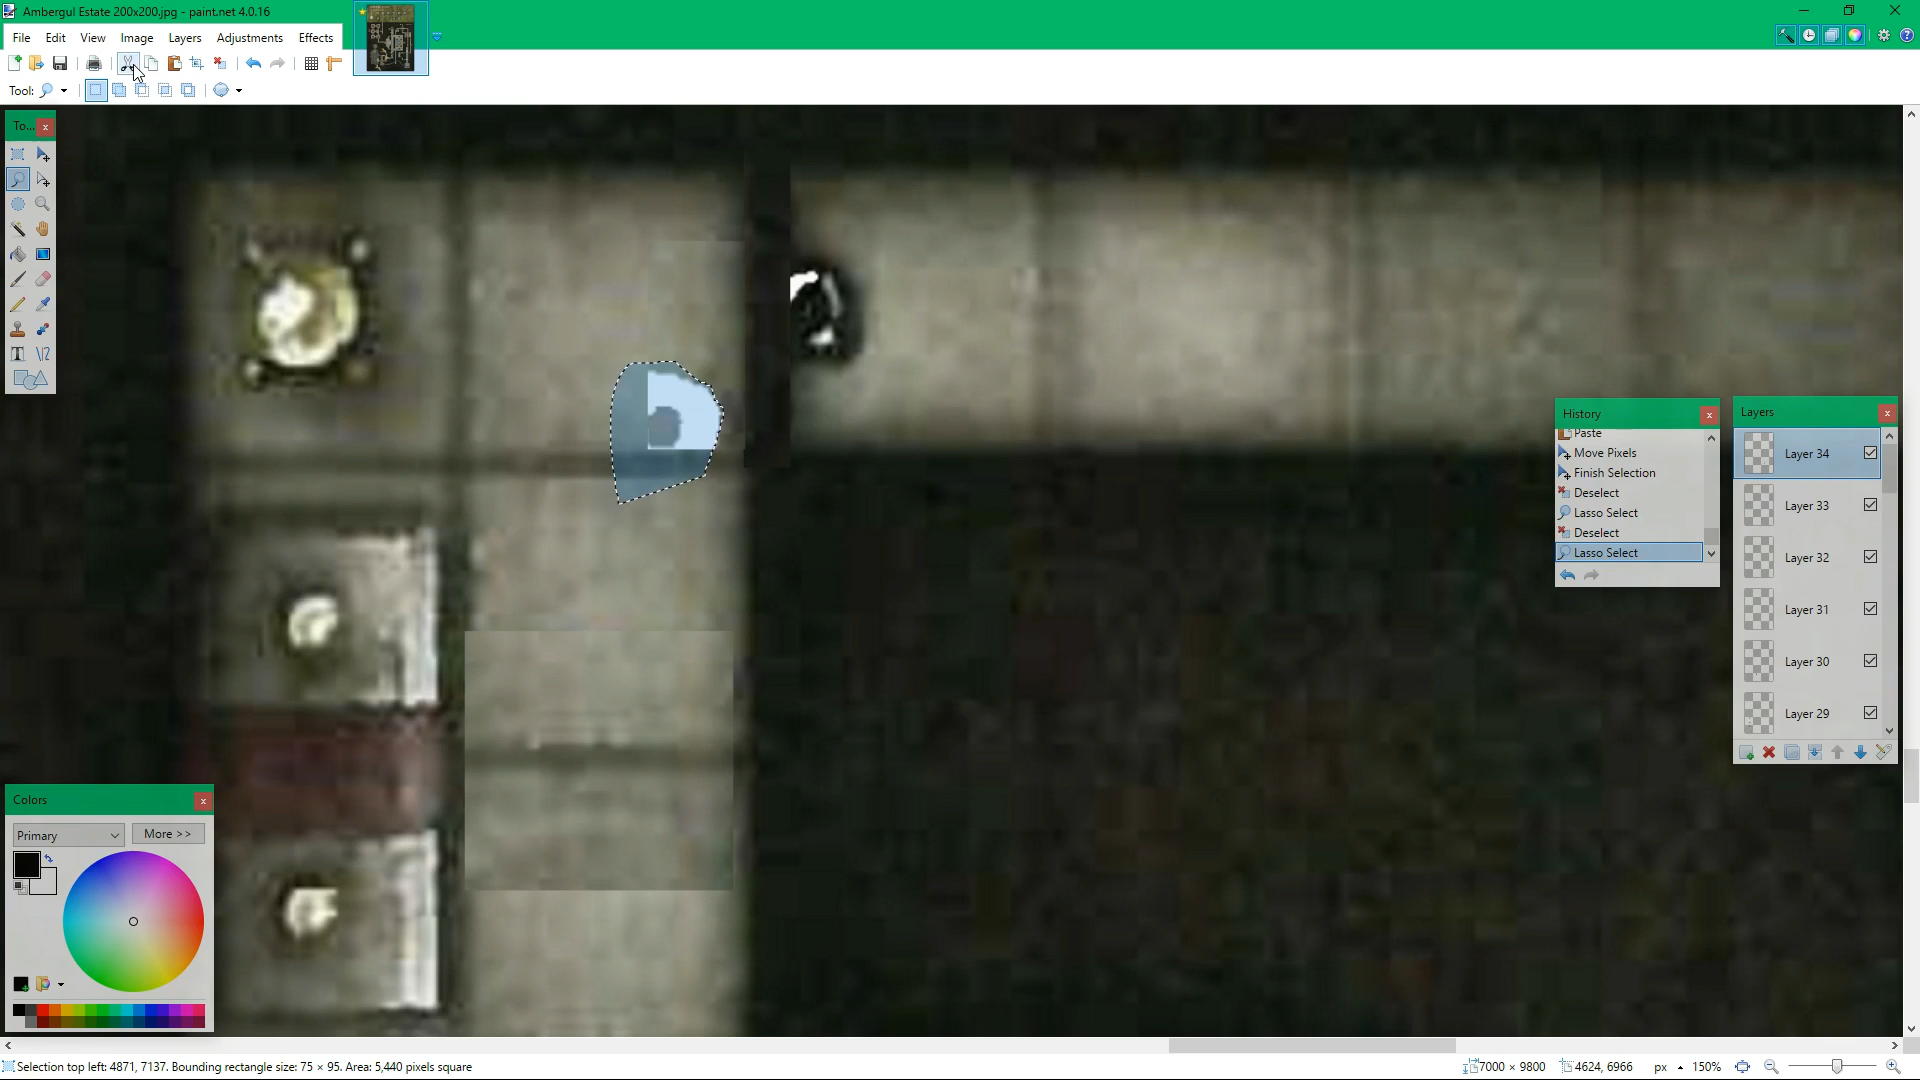 Ambergul Estate 200x200.jpg - paint.net 4.0.16
File Edit View Image Layers Adjustments Effects
Tool:
To...
History
Paste
Move Pixels
Finish Selection
Deselect
Lasso Select
Deselect
Lasso Select
Layers
Layer 34
Layer 33
Layer 32
Layer 31
Layer 30
Layer 29
Colors
Primary
More >>
Selection top left: 4871, 7137. Bounding rectangle size: 75 × 95. Area: 5,440 pixels square
7000 × 9800
4624, 6966
px
150%